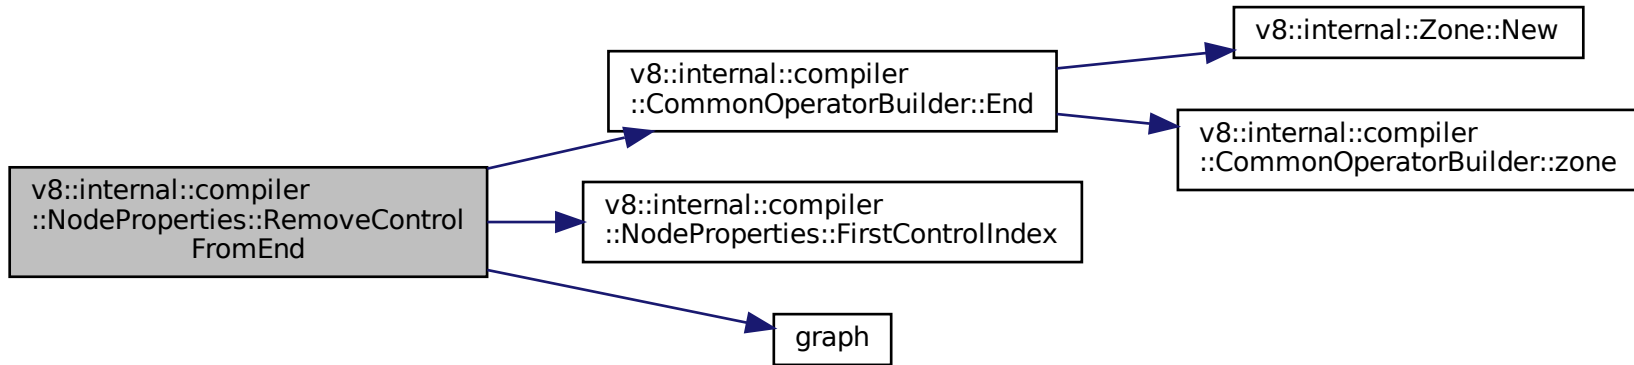 v8::internal::compiler
::NodeProperties::RemoveControl
FromEnd
v8::internal::compiler
::CommonOperatorBuilder::End
v8::internal::Zone::New
v8::internal::compiler
::CommonOperatorBuilder::zone
v8::internal::compiler
::NodeProperties::FirstControlIndex
graph